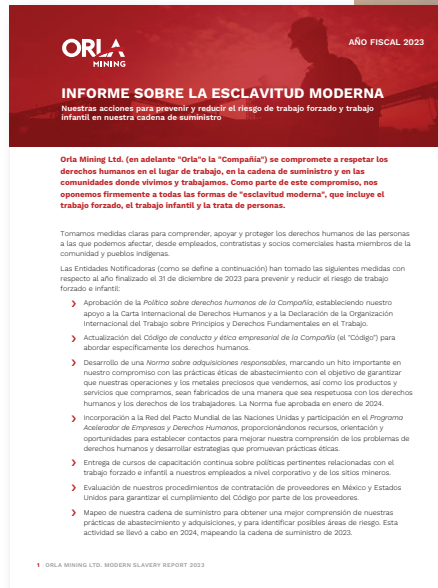 ORLA
MINING
AÑO FISCAL 2023
INFORME SOBRE LA ESCLAVITUD MODERNA
Nuestras acciones para prevenir y reducir el riesgo de trabajo forzado y trabajo
infantil en nuestra cadena de suministro
Orla Mining Ltd. (en adelante "Orla"o la "Compañía") se compromete a respetar los
derechos humanos en el lugar de trabajo, en la cadena de suministro y en las
comunidades donde vivimos y trabajamos. Como parte de este compromiso, nos
oponemos firmemente a todas las formas de "esclavitud moderna", que incluye el
trabajo forzado, el trabajo infantil y la trata de personas.
Tomamos medidas claras para comprender, apoyar y proteger los derechos humanos de las personas
a las que podemos afectar, desde empleados, contratistas y socios comerciales hasta miembros de la
comunidad y pueblos indígenas.
Las Entidades Notificadoras (como se define a continuación) han tomado las siguientes medidas con
respecto al año finalizado el 31 de diciembre de 2023 para prevenir y reducir el riesgo de trabajo
forzado e infantil:
❯ Aprobación de la Política sobre derechos humanos de la Compañía, estableciendo nuestro
apoyo a la Carta Internacional de Derechos Humanos y a la Declaración de la Organización
Internacional del Trabajo sobre Principios y Derechos Fundamentales en el Trabajo.
❯ Actualización del Código de conducta y ética empresarial de la Compañía (el "Código") para
abordar específicamente los derechos humanos.
❯ Desarrollo de una Norma sobre adquisiciones responsables, marcando un hito importante en
nuestro compromiso con las prácticas éticas de abastecimiento con el objetivo de garantizar
que nuestras operaciones y los metales preciosos que vendemos, así como los productos y
servicios que compramos, sean fabricados de una manera que sea respetuosa con los derechos
humanos y los derechos de los trabajadores. La Norma fue aprobada en enero de 2024.
❯ Incorporación a la Red del Pacto Mundial de las Naciones Unidas y participación en el Programa
Acelerador de Empresas y Derechos Humanos, proporcionándonos recursos, orientación y
oportunidades para establecer contactos para mejorar nuestra comprensión de los problemas de
derechos humanos y desarrollar estrategias que promuevan prácticas éticas.
❯ Entrega de cursos de capacitación continua sobre políticas pertinentes relacionadas con el
trabajo forzado e infantil a nuestros empleados a nivel corporativo y de los sitios mineros.
❯ Evaluación de nuestros procedimientos de contratación de proveedores en México y Estados
Unidos para garantizar el cumplimiento del Código por parte de los proveedores.
❯ Mapeo de nuestra cadena de suministro para obtener una mejor comprensión de nuestras
prácticas de abastecimiento y adquisiciones, y para identificar posibles áreas de riesgo. Esta
actividad se llevó a cabo en 2024, mapeando la cadena de suministro de 2023.
1 ORLA MINING LTD. MODERN SLAVERY REPORT 2023